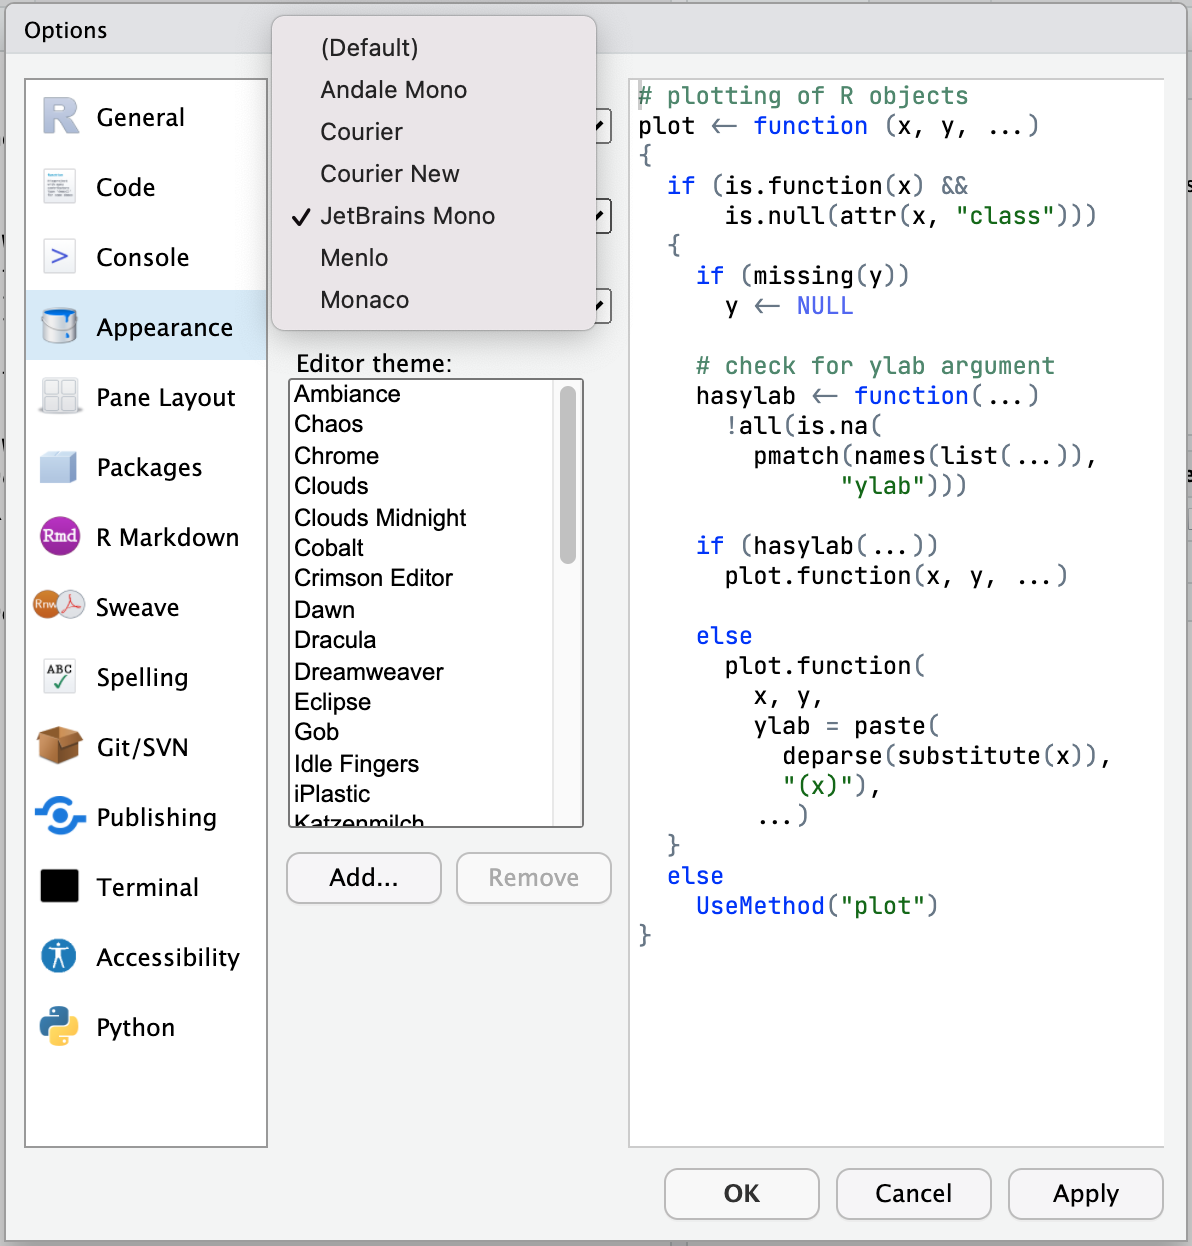 Options
General
Code
Console
Appearance
Pane Layout
Packages
Rmd
R Markdown
Rnw
Sweave
ABC
Spelling
Git/SVN
Publishing
Terminal
Accessibility
Python
(Default)
Andale Mono
Courier
Courier New
✓ JetBrains Mono
Menlo
Monaco
Editor theme:
Ambiance
Chaos
Chrome
Clouds
Clouds Midnight
Cobalt
Crimson Editor
Dawn
Dracula
Dreamweaver
Eclipse
Gob
Idle Fingers
iPlastic
Katzenmilch
Add...
Remove
# plotting of R objects
plot <- function (x, y, ...)
{
  if (is.function(x) &&
      is.null(attr(x, "class")))
  {
    if (missing(y))
      y <- NULL
    # check for ylab argument
    hasylab <- function(...)
      !all(is.na(
        pmatch(names(list(...)),
              "ylab")))
    if (hasylab(...))
      plot.function(x, y, ...)
    else
      plot.function(
        x, y,
        ylab = paste(
          deparse(substitute(x)),
          "(x)"),
        ...)
  }
  else
    UseMethod("plot")
}
OK
Cancel
Apply